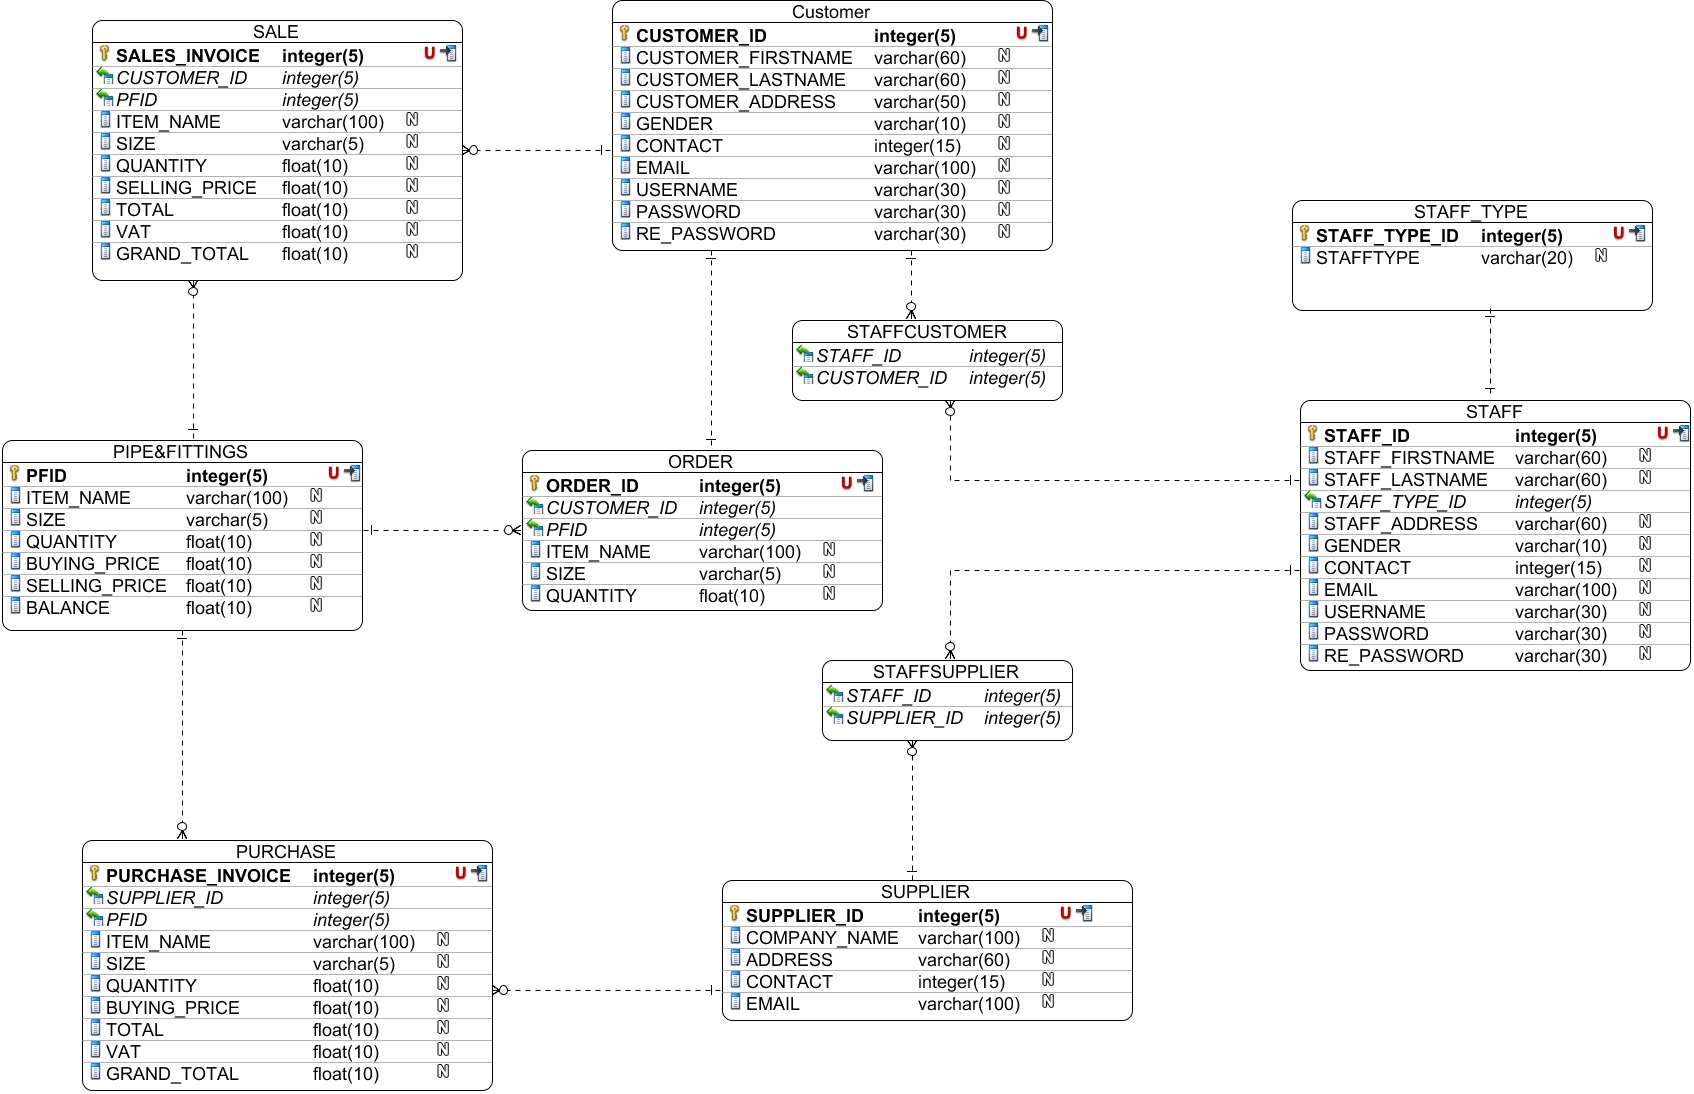 SALE
SALES_INVOICE integer(5) U
CUSTOMER_ID integer(5)
PFID integer(5)
ITEM_NAME varchar(100) N
SIZE varchar(5) N
QUANTITY float(10) N
SELLING_PRICE float(10) N
TOTAL float(10) N
VAT float(10) N
GRAND_TOTAL float(10) N
Customer
CUSTOMER_ID integer(5) U
CUSTOMER_FIRSTNAME varchar(60) N
CUSTOMER_LASTNAME varchar(60) N
CUSTOMER_ADDRESS varchar(50) N
GENDER varchar(10) N
CONTACT integer(15) N
EMAIL varchar(100) N
USERNAME varchar(30) N
PASSWORD varchar(30) N
RE_PASSWORD varchar(30) N
STAFF_TYPE
STAFF_TYPE_ID integer(5) U
STAFFTYPE varchar(20) N
STAFFCUSTOMER
STAFF_ID integer(5)
CUSTOMER_ID integer(5)
STAFF
STAFF_ID integer(5) U
STAFF_FIRSTNAME varchar(60) N
STAFF_LASTNAME varchar(60) N
STAFF_TYPE_ID integer(5)
STAFF_ADDRESS varchar(60) N
GENDER varchar(10) N
CONTACT integer(15) N
EMAIL varchar(100) N
USERNAME varchar(30) N
PASSWORD varchar(30) N
RE_PASSWORD varchar(30) N
PIPE&FITTINGS
PFID integer(5) U
ITEM_NAME varchar(100) N
SIZE varchar(5) N
QUANTITY float(10) N
BUYING_PRICE float(10) N
SELLING_PRICE float(10) N
BALANCE float(10) N
ORDER
ORDER_ID integer(5) U
CUSTOMER_ID integer(5)
PFID integer(5)
ITEM_NAME varchar(100) N
SIZE varchar(5) N
QUANTITY float(10) N
STAFFSUPPLIER
STAFF_ID integer(5)
SUPPLIER_ID integer(5)
PURCHASE
PURCHASE_INVOICE integer(5) U
SUPPLIER_ID integer(5)
PFID integer(5)
ITEM_NAME varchar(100) N
SIZE varchar(5) N
QUANTITY float(10) N
BUYING_PRICE float(10) N
TOTAL float(10) N
VAT float(10) N
GRAND_TOTAL float(10) N
SUPPLIER
SUPPLIER_ID integer(5) U
COMPANY_NAME varchar(100) N
ADDRESS varchar(60) N
CONTACT integer(15) N
EMAIL varchar(100) N